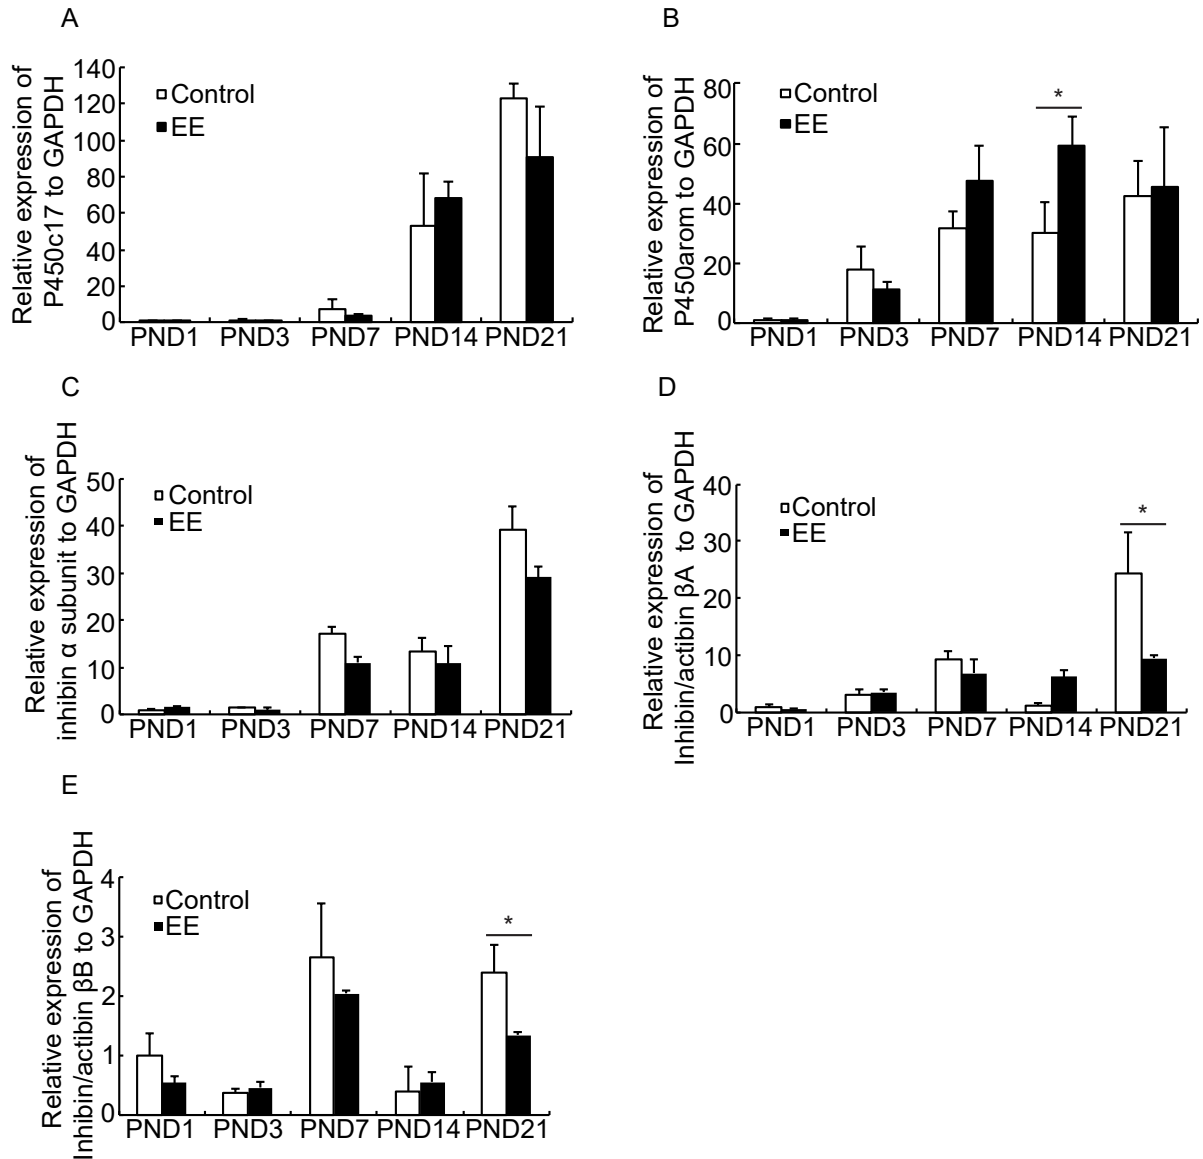 A
Relative expression of
P450c17 to GAPDH
140
120
100
80
60
40
20
0
Control
EE
PND1 PND3 PND7 PND14 PND21
B
Relative expression of
P450arom to GAPDH
80
60
40
20
0
Control
EE
*
PND1 PND3 PND7 PND14 PND21
C
Relative expression of
inhibin α subunit to GAPDH
50
40
30
20
10
0
Control
EE
PND1 PND3 PND7 PND14 PND21
D
Relative expression of
Inhibin/actibin βA to GAPDH
40
30
20
10
0
Control
EE
*
PND1 PND3 PND7 PND14 PND21
E
Relative expression of
Inhibin/actibin βB to GAPDH
4
3
2
1
0
Control
EE
*
PND1 PND3 PND7 PND14 PND21